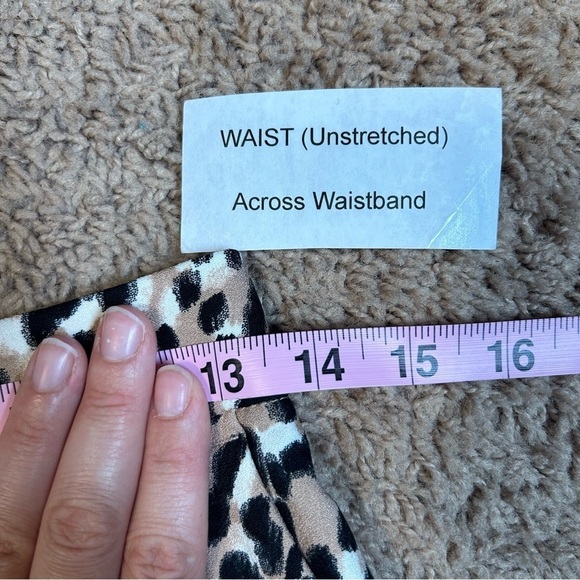 WAIST (Unstretched)
Across Waistband
13 14 15 16